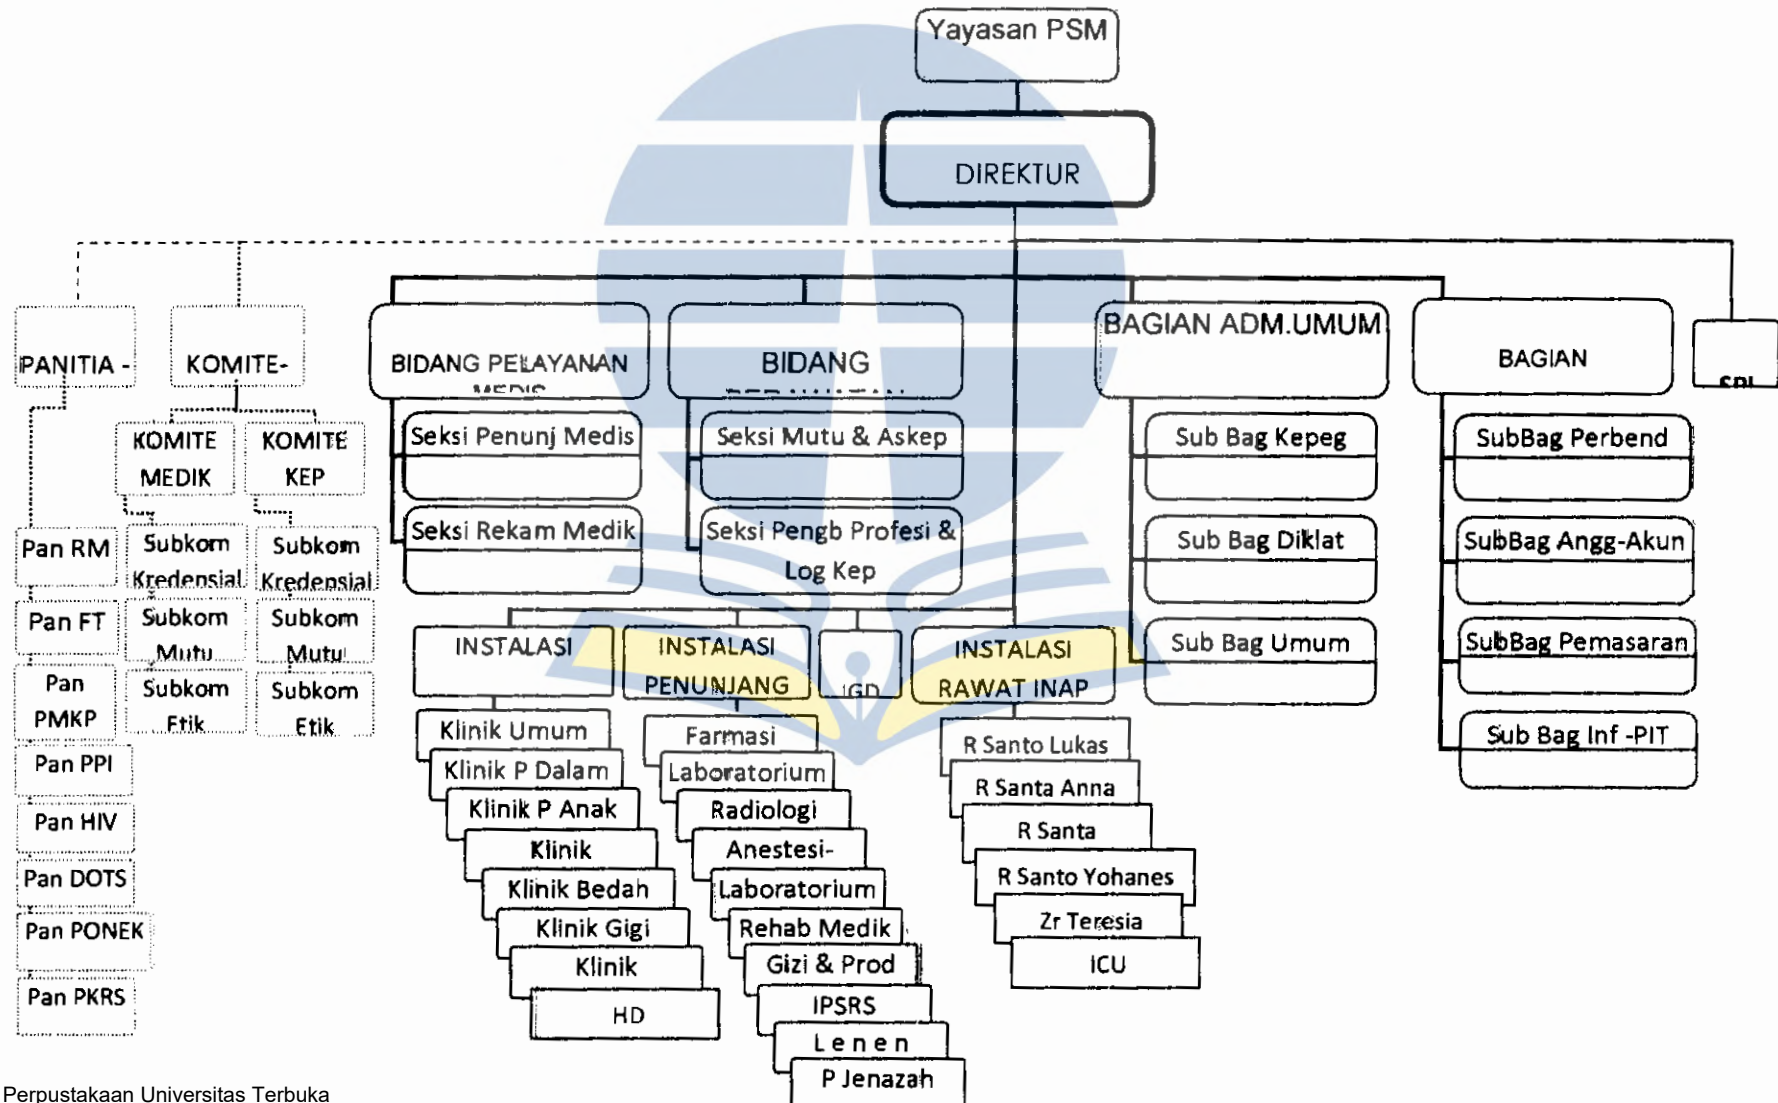 Yayasan PSM
DIREKTUR
PANITIA -
KOMITE-
BIDANG PELAYANAN
MEDIS
BIDANG
BAGIAN ADM.UMUM
BAGIAN
SPI
KOMITE
MEDIK
KOMITE
KEP
Pan RM
Pan FT
Pan
PMKP
Pan PPI
Pan HIV
Pan DOTS
Pan PONEK
Pan PKRS
Subkom
Kredensial
Subkom
Mutu
Subkom
Etik
Subkom
Kredensial
Subkom
Mutu
Subkom
Etik
Seksi Penunj Medis
Seksi Rekam Medik
Seksi Mutu & Askep
Seksi Pengb Profesi &
Log Kep
Sub Bag Kepeg
Sub Bag Diklat
Sub Bag Umum
SubBag Perbend
SubBag Angg-Akun
SubBag Pemasaran
Sub Bag Inf -PIT
INSTALASI
INSTALASI
PENUNJANG
IGD
INSTALASI
RAWAT INAP
Klinik Umum
Klinik P Dalam
Klinik P Anak
Klinik
Klinik Bedah
Klinik Gigi
Klinik
HD
Farmasi
Laboratorium
Radiologi
Anestesi-
Laboratorium
Rehab Medik
Gizi & Prod
IPSRS
L e n e n
P Jenazah
R Santo Lukas
R Santa Anna
R Santa
R Santo Yohanes
Zr Teresia
ICU
Perpustakaan Universitas Terbuka